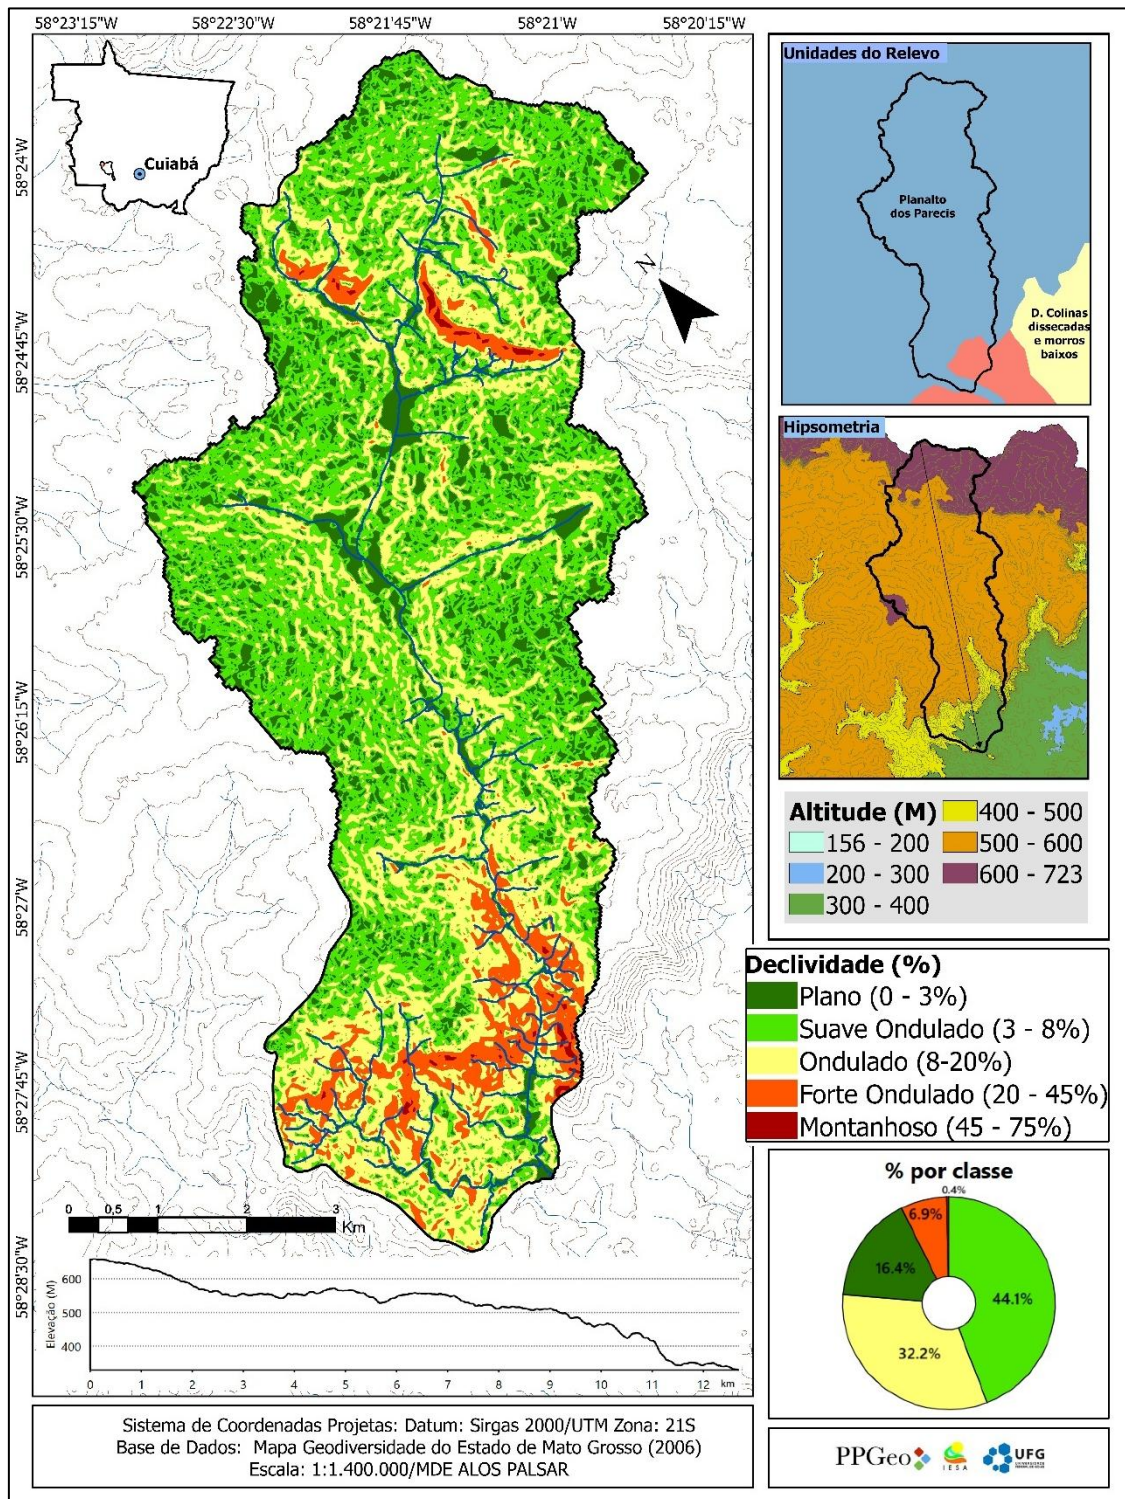 58°23'15"W
58°22'30"W
58°21'45"W
58°21'W
58°20'15"W
58°24'W
58°24'45"W
58°25'30"W
58°26'15"W
58°27'W
58°27'45"W
58°28'30"W
Cuiabá
N
0 0,5 1 2 3
Km
Elevação (M)
600
500
400
0 1 2 3 4 5 6 7 8 9 10 11 12 km
Sistema de Coordenadas Projetas: Datum: Sirgas 2000/UTM Zona: 21S
Base de Dados: Mapa Geodiversidade do Estado de Mato Grosso (2006)
Escala: 1:1.400.000/MDE ALOS PALSAR
Unidades do Relevo
Planalto
dos Parecis
D. Colinas
dissecadas
e morros
baixos
Hipsometria
Altitude (M)
156 - 200
200 - 300
300 - 400
400 - 500
500 - 600
600 - 723
Declividade (%)
Plano (0 - 3%)
Suave Ondulado (3 - 8%)
Ondulado (8-20%)
Forte Ondulado (20 - 45%)
Montanhoso (45 - 75%)
% por classe
0.4%
6.9%
16.4%
44.1%
32.2%
PPGeo
IESA
UFG